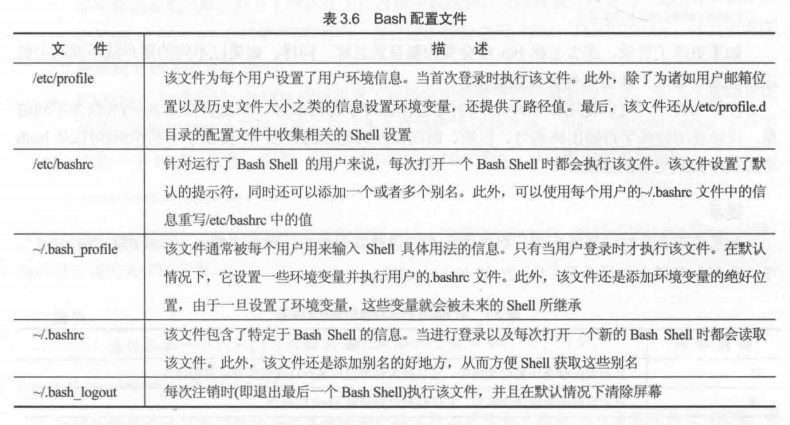 表 3.6 Bash 配置文件
文 件 描 述
/etc/profile 该文件为每个用户设置了用户环境信息。当首次登录时执行该文件。此外，除了为诸如用户邮箱位
置以及历史文件大小之类的信息设置环境变量，还提供了路径值。最后，该文件还从/etc/profile.d
目录的配置文件中收集相关的 Shell 设置
/etc/bashrc 针对运行了 Bash Shell 的用户来说，每次打开一个 Bash Shell 时都会执行该文件。该文件设置了默
认的提示符，同时还可以添加一个或者多个别名。此外，可以使用每个用户的~/.bashrc 文件中的信
息重写/etc/bashrc 中的值
~/.bash_profile 该文件通常被每个用户用来输入 Shell 具体用法的信息。只有当用户登录时才执行该文件。在默认
情况下，它设置一些环境变量并执行用户的.bashrc 文件。此外，该文件还是添加环境变量的绝好位
置，由于一旦设置了环境变量，这些变量就会被未来的 Shell 所继承
~/.bashrc 该文件包含了特定于 Bash Shell 的信息。当进行登录以及每次打开一个新的 Bash Shell 时都会读取
该文件。此外，该文件还是添加别名的好地方，从而方便 Shell 获取这些别名
~/.bash_logout 每次注销时(即退出最后一个 Bash Shell)执行该文件，并且在默认情况下清除屏幕